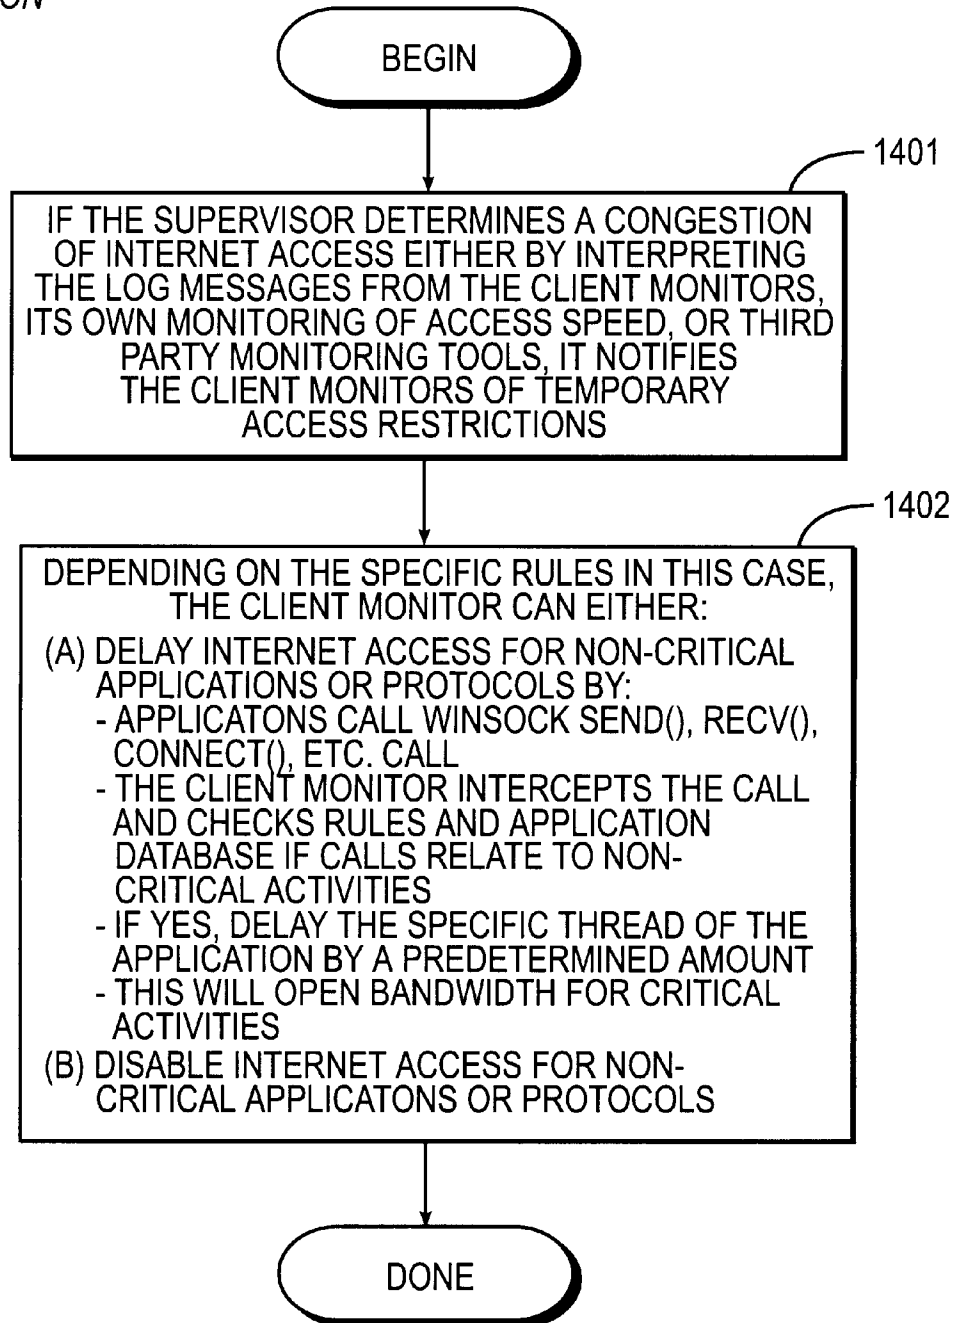 ON
BEGIN
1401
IF THE SUPERVISOR DETERMINES A CONGESTION
OF INTERNET ACCESS EITHER BY INTERPRETING
THE LOG MESSAGES FROM THE CLIENT MONITORS,
ITS OWN MONITORING OF ACCESS SPEED, OR THIRD
PARTY MONITORING TOOLS, IT NOTIFIES
THE CLIENT MONITORS OF TEMPORARY
ACCESS RESTRICTIONS
1402
DEPENDING ON THE SPECIFIC RULES IN THIS CASE,
THE CLIENT MONITOR CAN EITHER:
(A) DELAY INTERNET ACCESS FOR NON-CRITICAL
APPLICATIONS OR PROTOCOLS BY:
- APPLICATONS CALL WINSOCK SEND(), RECV(),
CONNECT(), ETC. CALL
- THE CLIENT MONITOR INTERCEPTS THE CALL
AND CHECKS RULES AND APPLICATION
DATABASE IF CALLS RELATE TO NON-
CRITICAL ACTIVITIES
- IF YES, DELAY THE SPECIFIC THREAD OF THE
APPLICATION BY A PREDETERMINED AMOUNT
- THIS WILL OPEN BANDWIDTH FOR CRITICAL
ACTIVITIES
(B) DISABLE INTERNET ACCESS FOR NON-
CRITICAL APPLICATONS OR PROTOCOLS
DONE